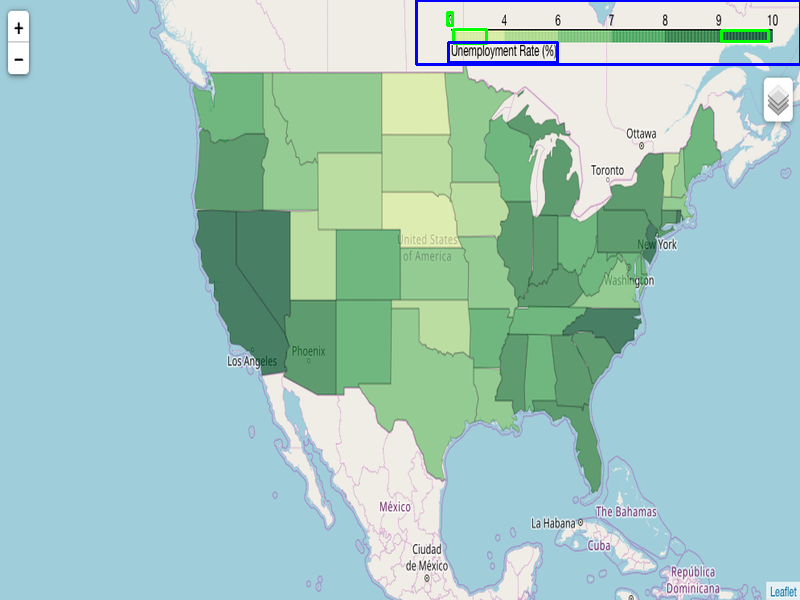 +
−
3 4 6 7 8 9 10
Unemployment Rate (%)
Ottawa
Toronto
United States
of America
New York
Washington
Los Angeles
Phoenix
México
Ciudad
de México
La Habana
Cuba
The Bahamas
República
Dominicana
Leaflet